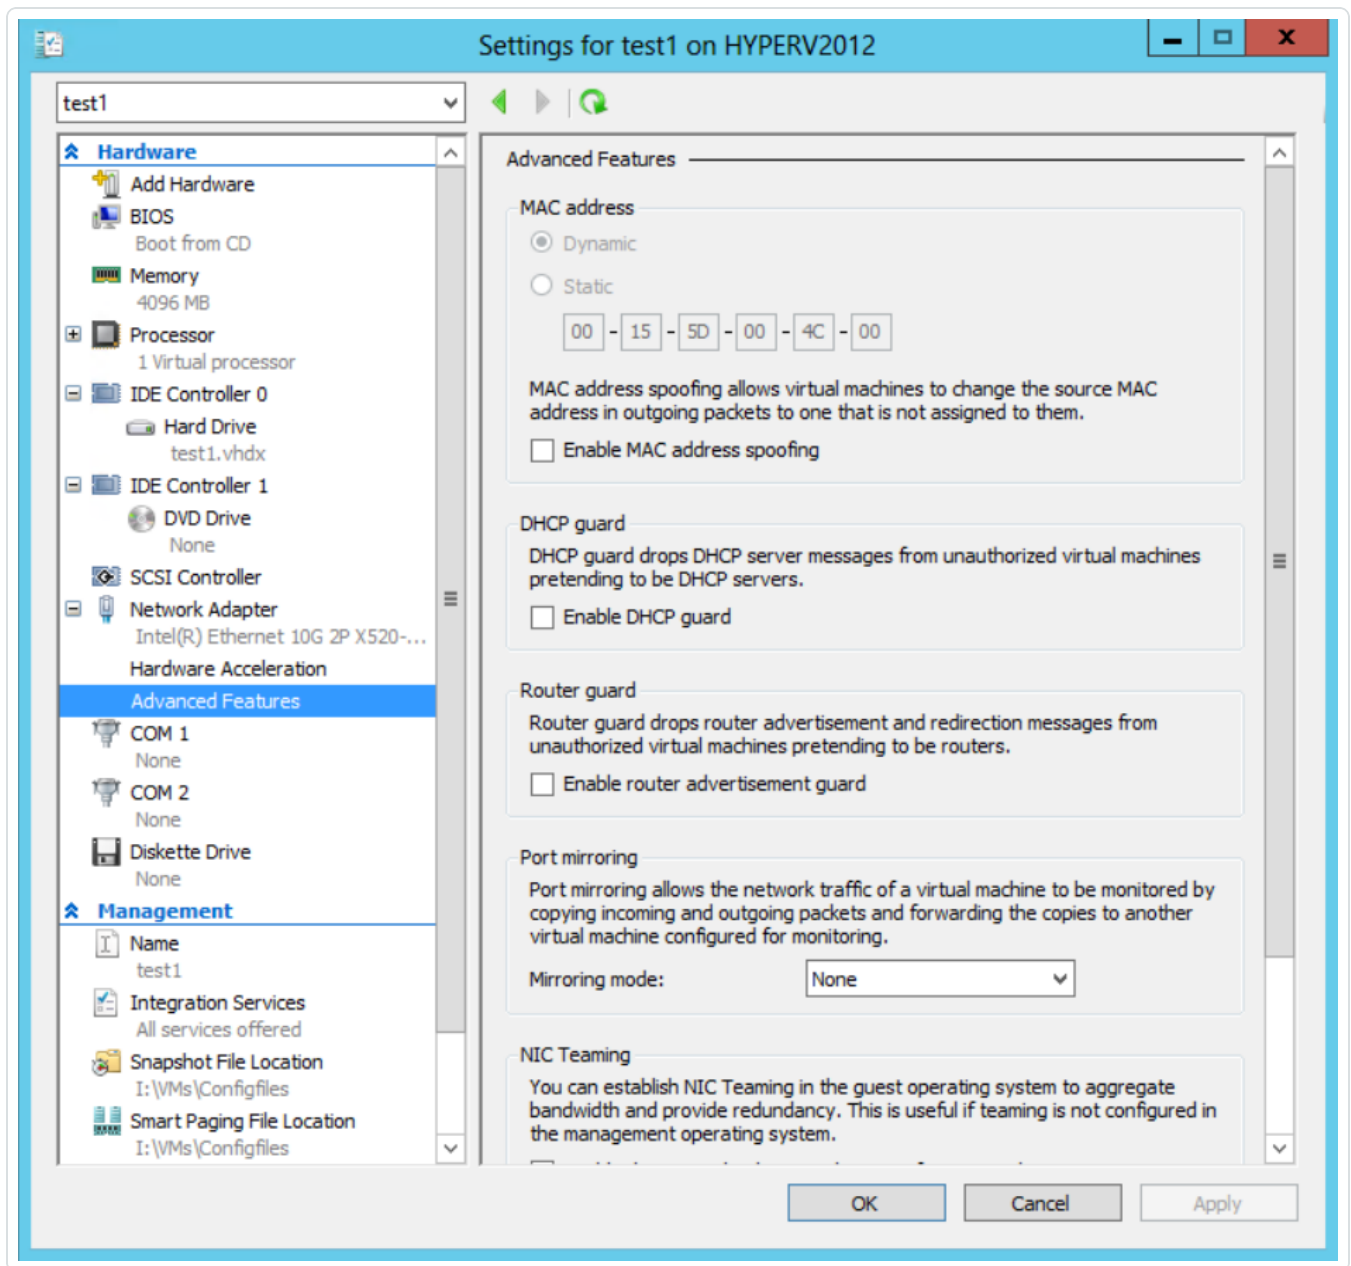 Settings for test1 on HYPERV2012
test1
Hardware
Add Hardware
BIOS
Boot from CD
Memory
4096 MB
Processor
1 Virtual processor
IDE Controller 0
Hard Drive
test1.vhdx
IDE Controller 1
DVD Drive
None
SCSI Controller
Network Adapter
Intel(R) Ethernet 10G 2P X520-...
Hardware Acceleration
Advanced Features
COM 1
None
COM 2
None
Diskette Drive
None
Management
Name
test1
Integration Services
All services offered
Snapshot File Location
I:\VMs\Configfiles
Smart Paging File Location
I:\VMs\Configfiles
Advanced Features
MAC address
Dynamic
Static
00 - 15 - 5D - 00 - 4C - 00
MAC address spoofing allows virtual machines to change the source MAC
address in outgoing packets to one that is not assigned to them.
Enable MAC address spoofing
DHCP guard
DHCP guard drops DHCP server messages from unauthorized virtual machines
pretending to be DHCP servers.
Enable DHCP guard
Router guard
Router guard drops router advertisement and redirection messages from
unauthorized virtual machines pretending to be routers.
Enable router advertisement guard
Port mirroring
Port mirroring allows the network traffic of a virtual machine to be monitored by
copying incoming and outgoing packets and forwarding the copies to another
virtual machine configured for monitoring.
Mirroring mode: None
NIC Teaming
You can establish NIC Teaming in the guest operating system to aggregate
bandwidth and provide redundancy. This is useful if teaming is not configured in
the management operating system.
OK Cancel Apply